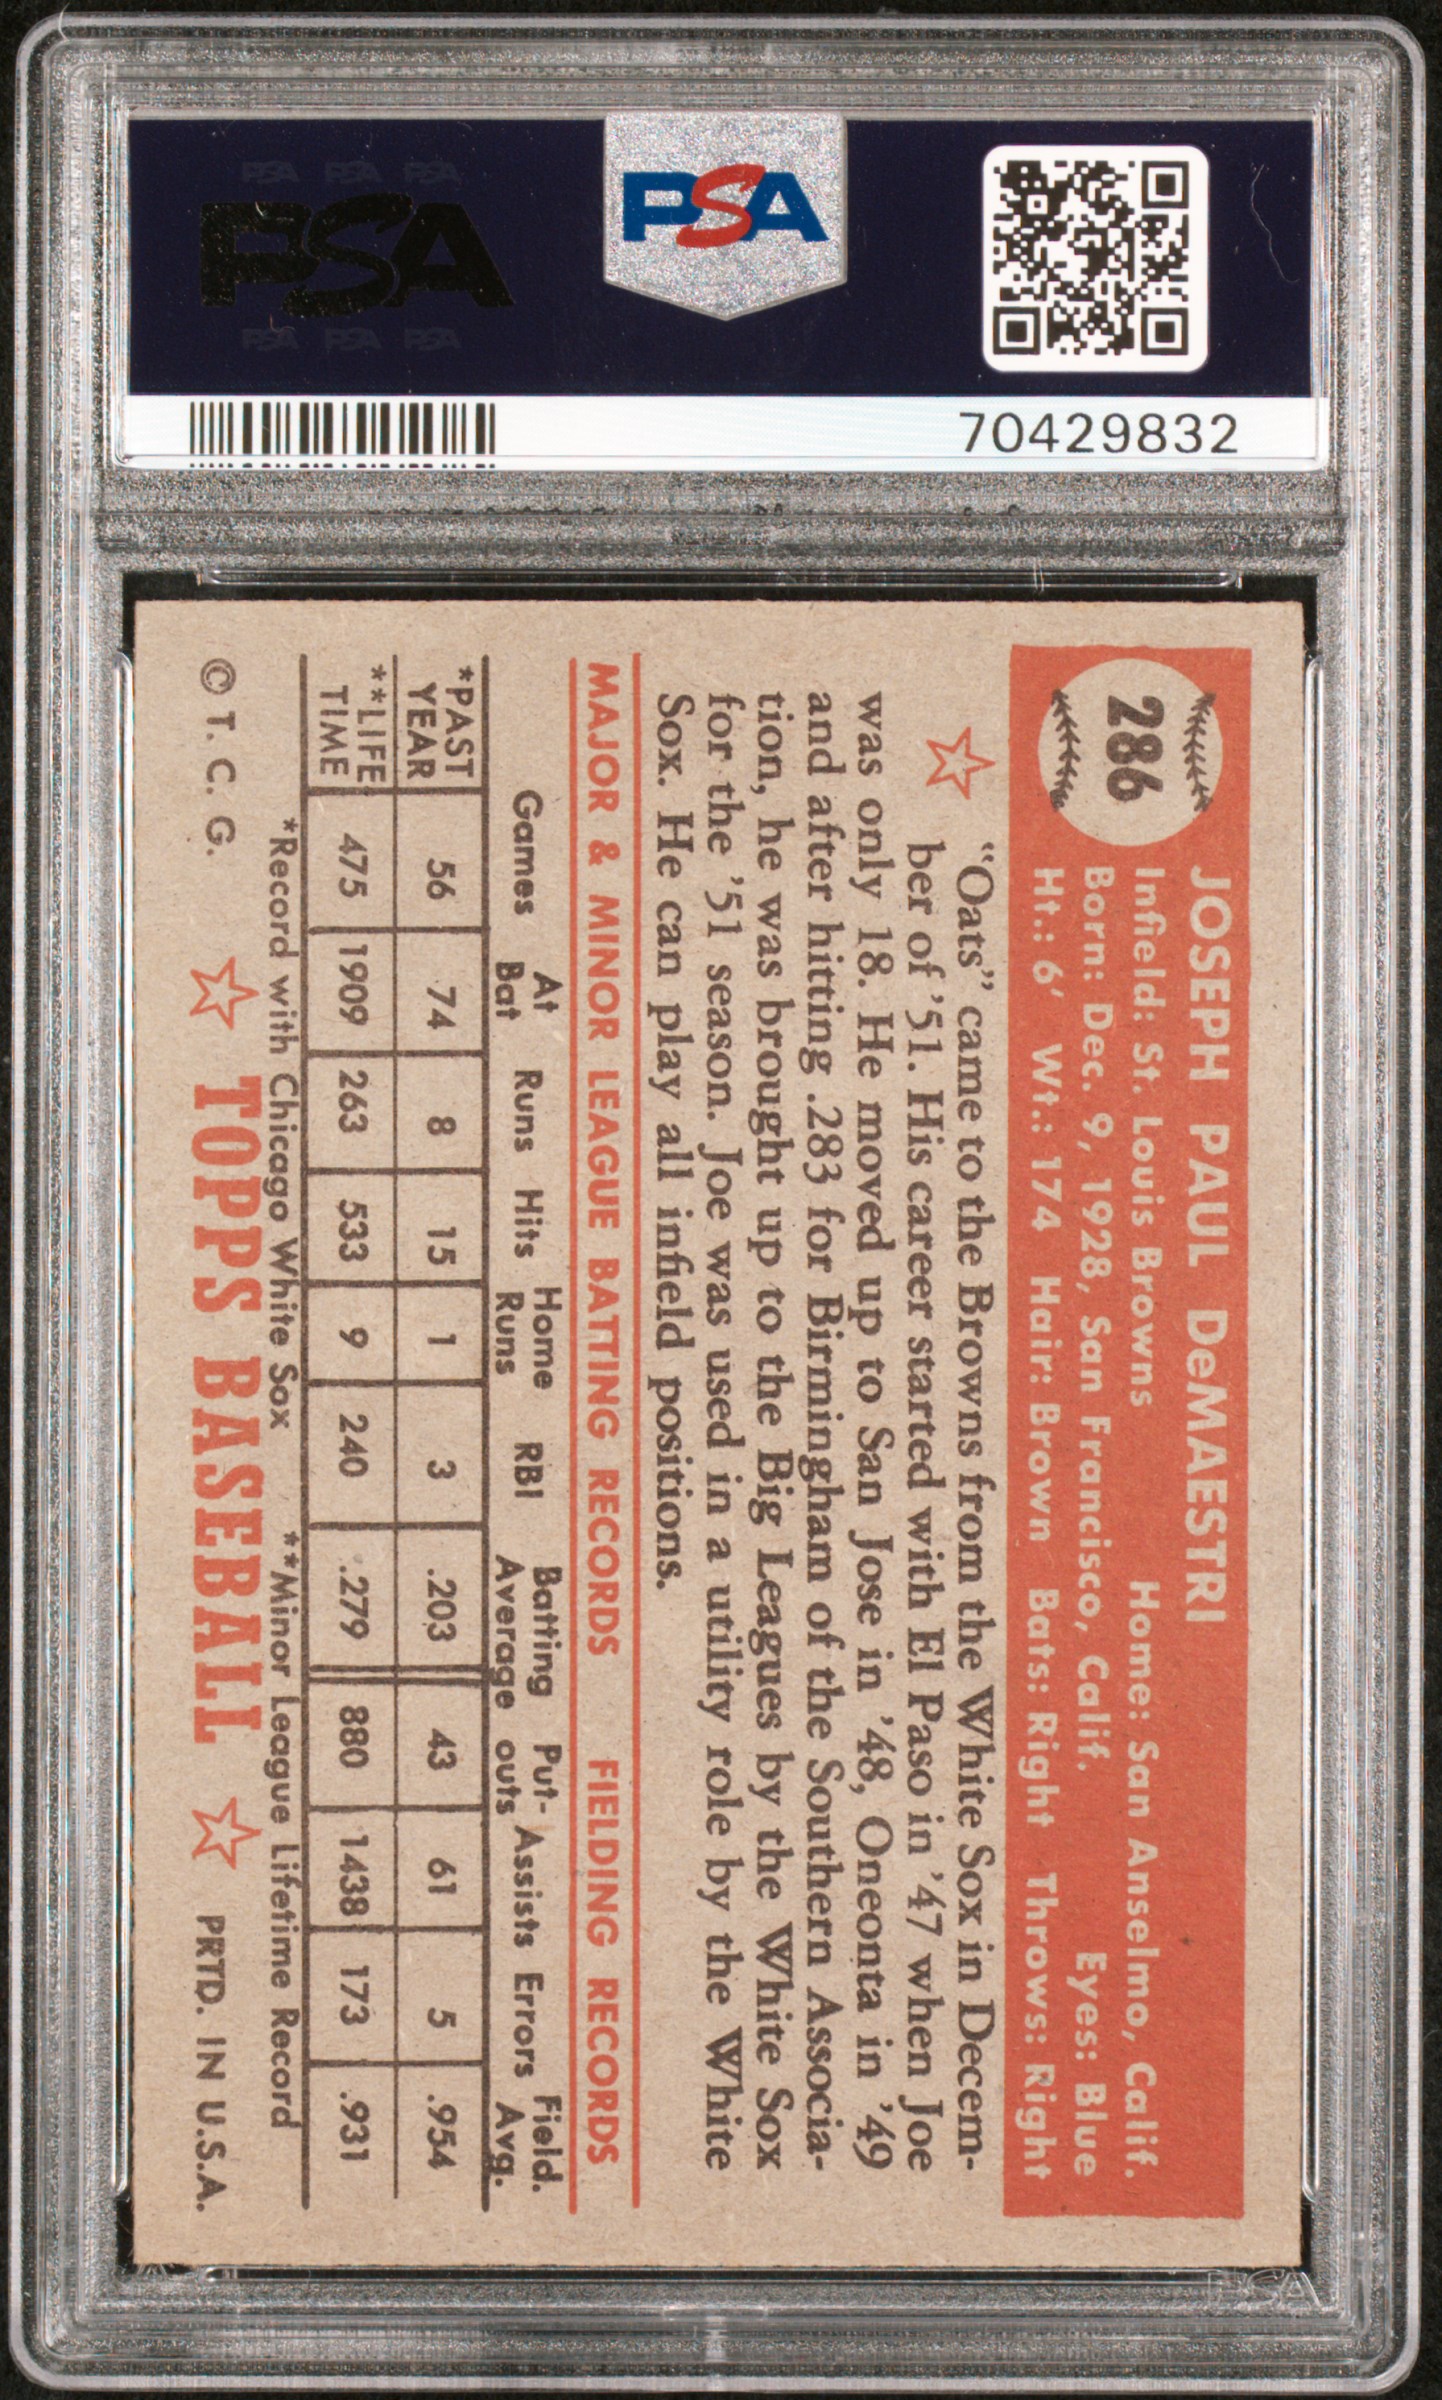 PSA PSA PSA
PSA
PSA PSA PSA
PSA
70429832
286
JOSEPH PAUL DeMAESTRI
Infield: St. Louis Browns Home: San Anselmo, Calif.
Born: Dec. 9, 1928, San Francisco, Calif. Eyes: Blue
Ht.: 6' Wt.: 174 Hair: Brown Bats: Right Throws: Right
"Oats" came to the Browns from the White Sox in Decem-
ber of '51. His career started with El Paso in '47 when Joe
was only 18. He moved up to San Jose in '48, Oneonta in '49
and after hitting .283 for Birmingham of the Southern Associa-
tion, he was brought up to the Big Leagues by the White Sox
for the '51 season. Joe was used in a utility role by the White
Sox. He can play all infield positions.
MAJOR & MINOR LEAGUE BATTING RECORDS FIELDING RECORDS
Games At Bat Runs Hits Home Runs RBI Batting Average Put-outs Assists Errors Field. Avg.
*PAST YEAR 56 74 8 15 1 3 .203 43 61 5 .954
**LIFE TIME 475 1909 263 533 9 240 .279 880 1438 173 .931
*Record with Chicago White Sox **Minor League Lifetime Record
© T. C. G. TOPPS BASEBALL PRTD. IN U.S.A.
PSA